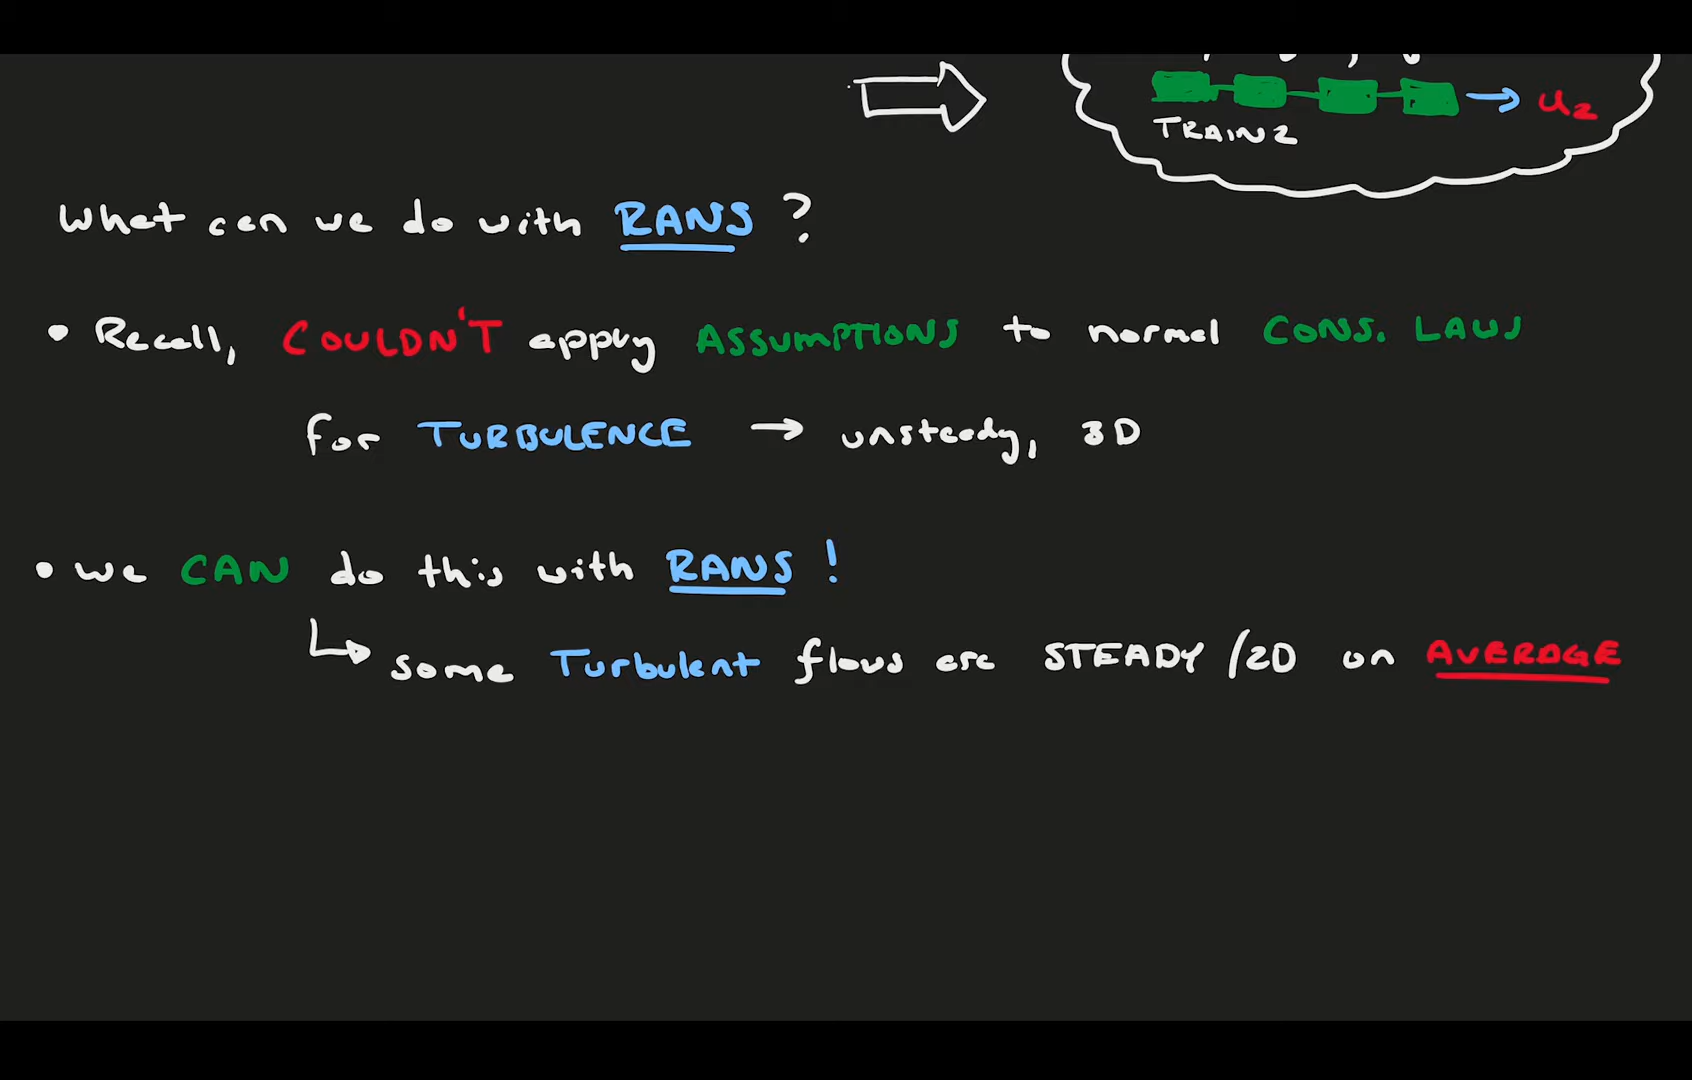 u2
TRAIN 2
What can we do with RANS ?
• Recall, COULDN'T apply ASSUMPTIONS to normal CONS. LAWS
for TURBULENCE → unsteady, 3D
• we CAN do this with RANS !
↳ some Turbulent flows are STEADY /2D on AVERAGE